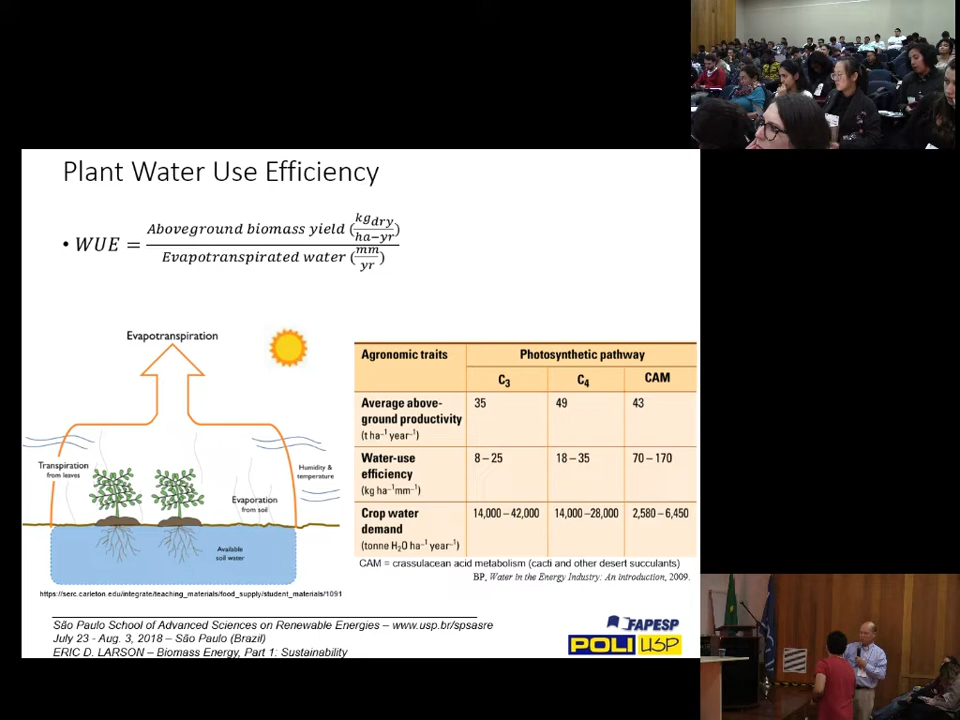 Plant Water Use Efficiency
• WUE = Aboveground biomass yield (kg dry / ha−yr) / Evapotranspirated water (mm / yr)
Evapotranspiration
Transpiration
from leaves
Humidity &
temperature
Evaporation
from soil
Available
soil water
https://serc.carleton.edu/integrate/teaching_materials/food_supply/student_materials/1091
Agronomic traits Photosynthetic pathway
C3 C4 CAM
Average above-
ground productivity
(t ha⁻¹ year⁻¹)
35 49 43
Water-use
efficiency
(kg ha⁻¹mm⁻¹)
8 – 25 18 – 35 70 – 170
Crop water
demand
(tonne H2O ha⁻¹ year⁻¹)
14,000 – 42,000 14,000 –28,000 2,580 – 6,450
CAM = crassulacean acid metabolism (cacti and other desert succulants)
BP, Water in the Energy Industry: An introduction, 2009.
São Paulo School of Advanced Sciences on Renewable Energies – www.usp.br/spsasre
July 23 - Aug. 3, 2018 – São Paulo (Brazil)
ERIC D. LARSON – Biomass Energy, Part 1: Sustainability
FAPESP
POLI USP